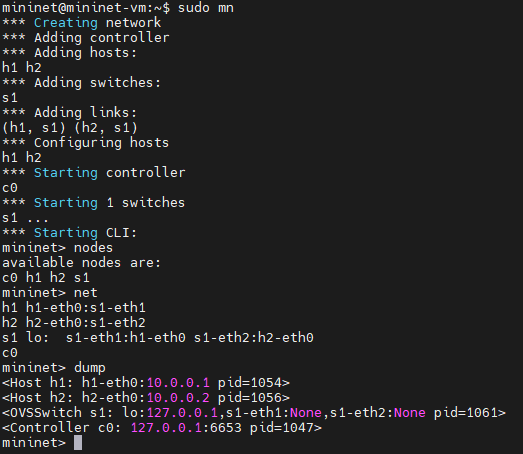 mininet@mininet-vm:~$ sudo mn
*** Creating network
*** Adding controller
*** Adding hosts:
h1 h2
*** Adding switches:
s1
*** Adding links:
(h1, s1) (h2, s1)
*** Configuring hosts
h1 h2
*** Starting controller
c0
*** Starting 1 switches
s1 ...
*** Starting CLI:
mininet> nodes
available nodes are:
c0 h1 h2 s1
mininet> net
h1 h1-eth0:s1-eth1
h2 h2-eth0:s1-eth2
s1 lo:  s1-eth1:h1-eth0 s1-eth2:h2-eth0
c0
mininet> dump
<Host h1: h1-eth0:10.0.0.1 pid=1054>
<Host h2: h2-eth0:10.0.0.2 pid=1056>
<OVSSwitch s1: lo:127.0.0.1,s1-eth1:None,s1-eth2:None pid=1061>
<Controller c0: 127.0.0.1:6653 pid=1047>
mininet>